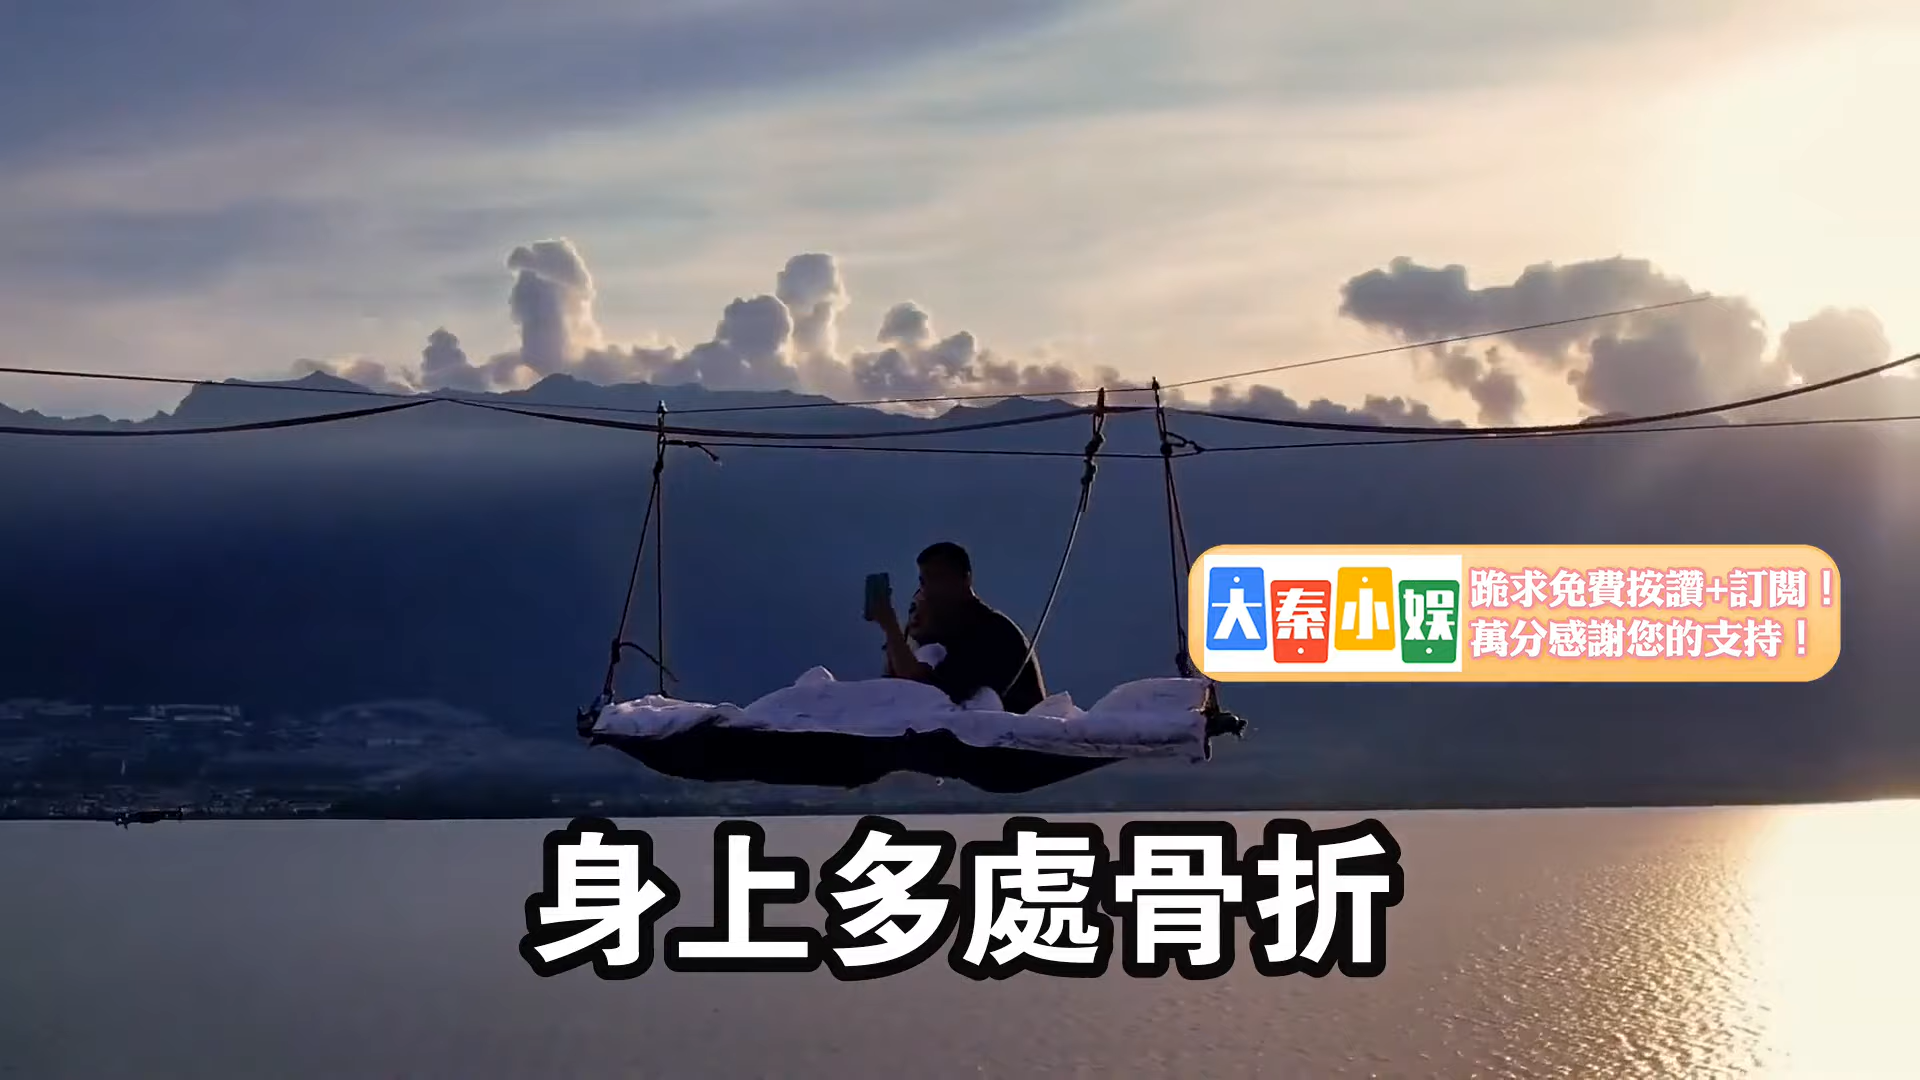 大秦小娱
跪求免費按讚+訂閱！
萬分感謝您的支持！
身上多處骨折